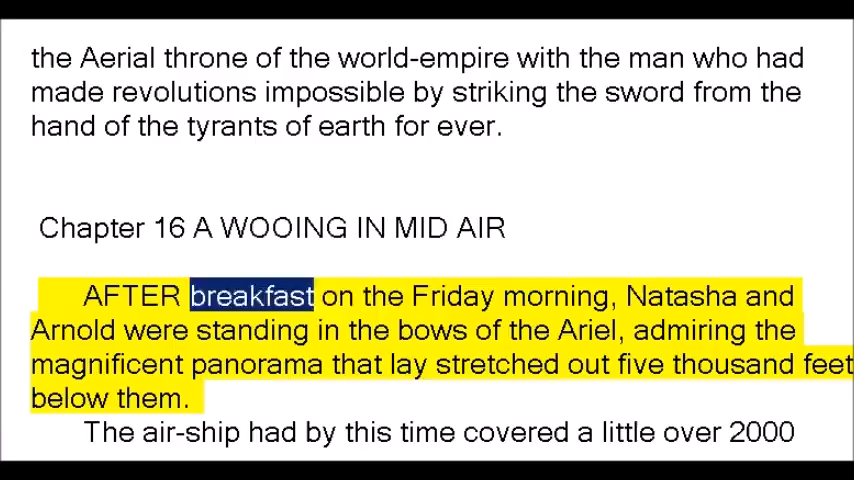 the Aerial throne of the world-empire with the man who had
made revolutions impossible by striking the sword from the
hand of the tyrants of earth for ever.
Chapter 16 A WOOING IN MID AIR
AFTER breakfast on the Friday morning, Natasha and
Arnold were standing in the bows of the Ariel, admiring the
magnificent panorama that lay stretched out five thousand feet
below them.
The air-ship had by this time covered a little over 2000